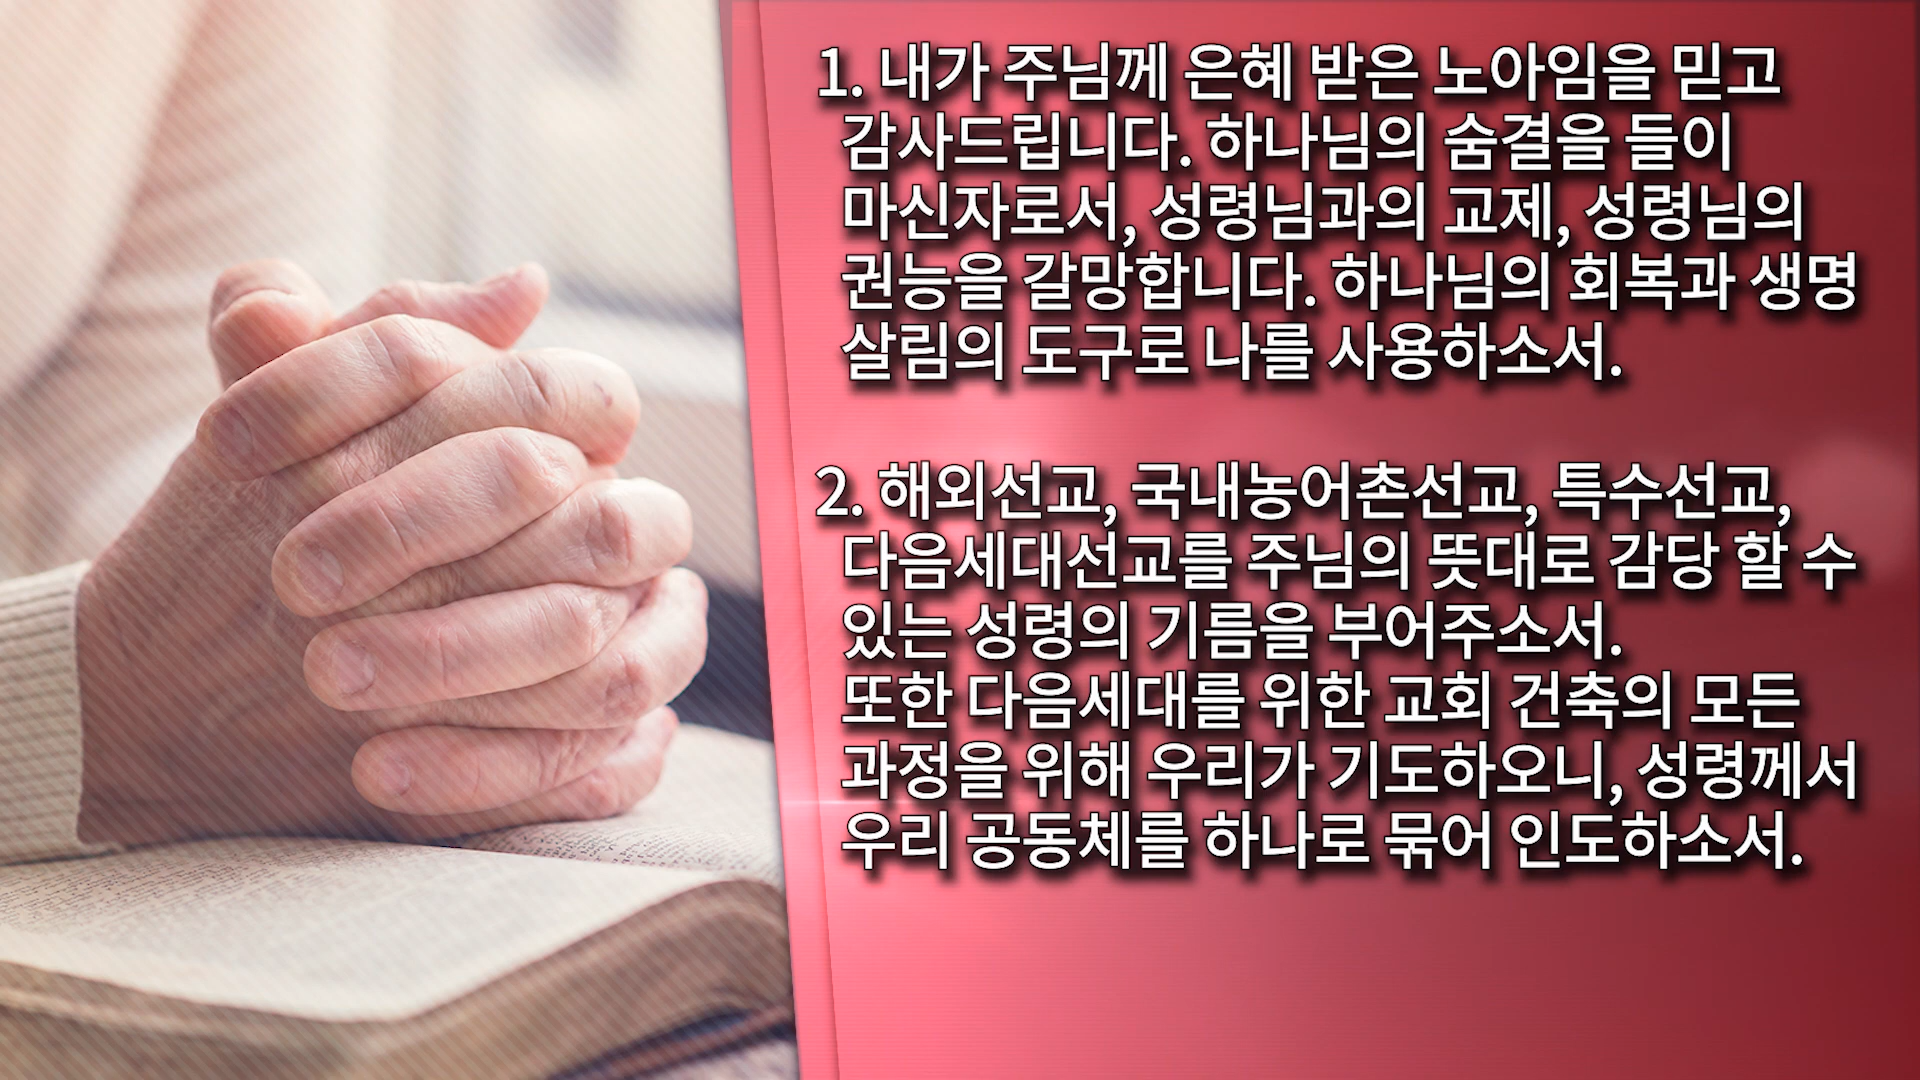 1. 내가 주님께 은혜 받은 노아임을 믿고
감사드립니다. 하나님의 숨결을 들이
마신자로서, 성령님과의 교제, 성령님의
권능을 갈망합니다. 하나님의 회복과 생명
살림의 도구로 나를 사용하소서.
2. 해외선교, 국내농어촌선교, 특수선교,
다음세대선교를 주님의 뜻대로 감당 할 수
있는 성령의 기름을 부어주소서.
또한 다음세대를 위한 교회 건축의 모든
과정을 위해 우리가 기도하오니, 성령께서
우리 공동체를 하나로 묶어 인도하소서.